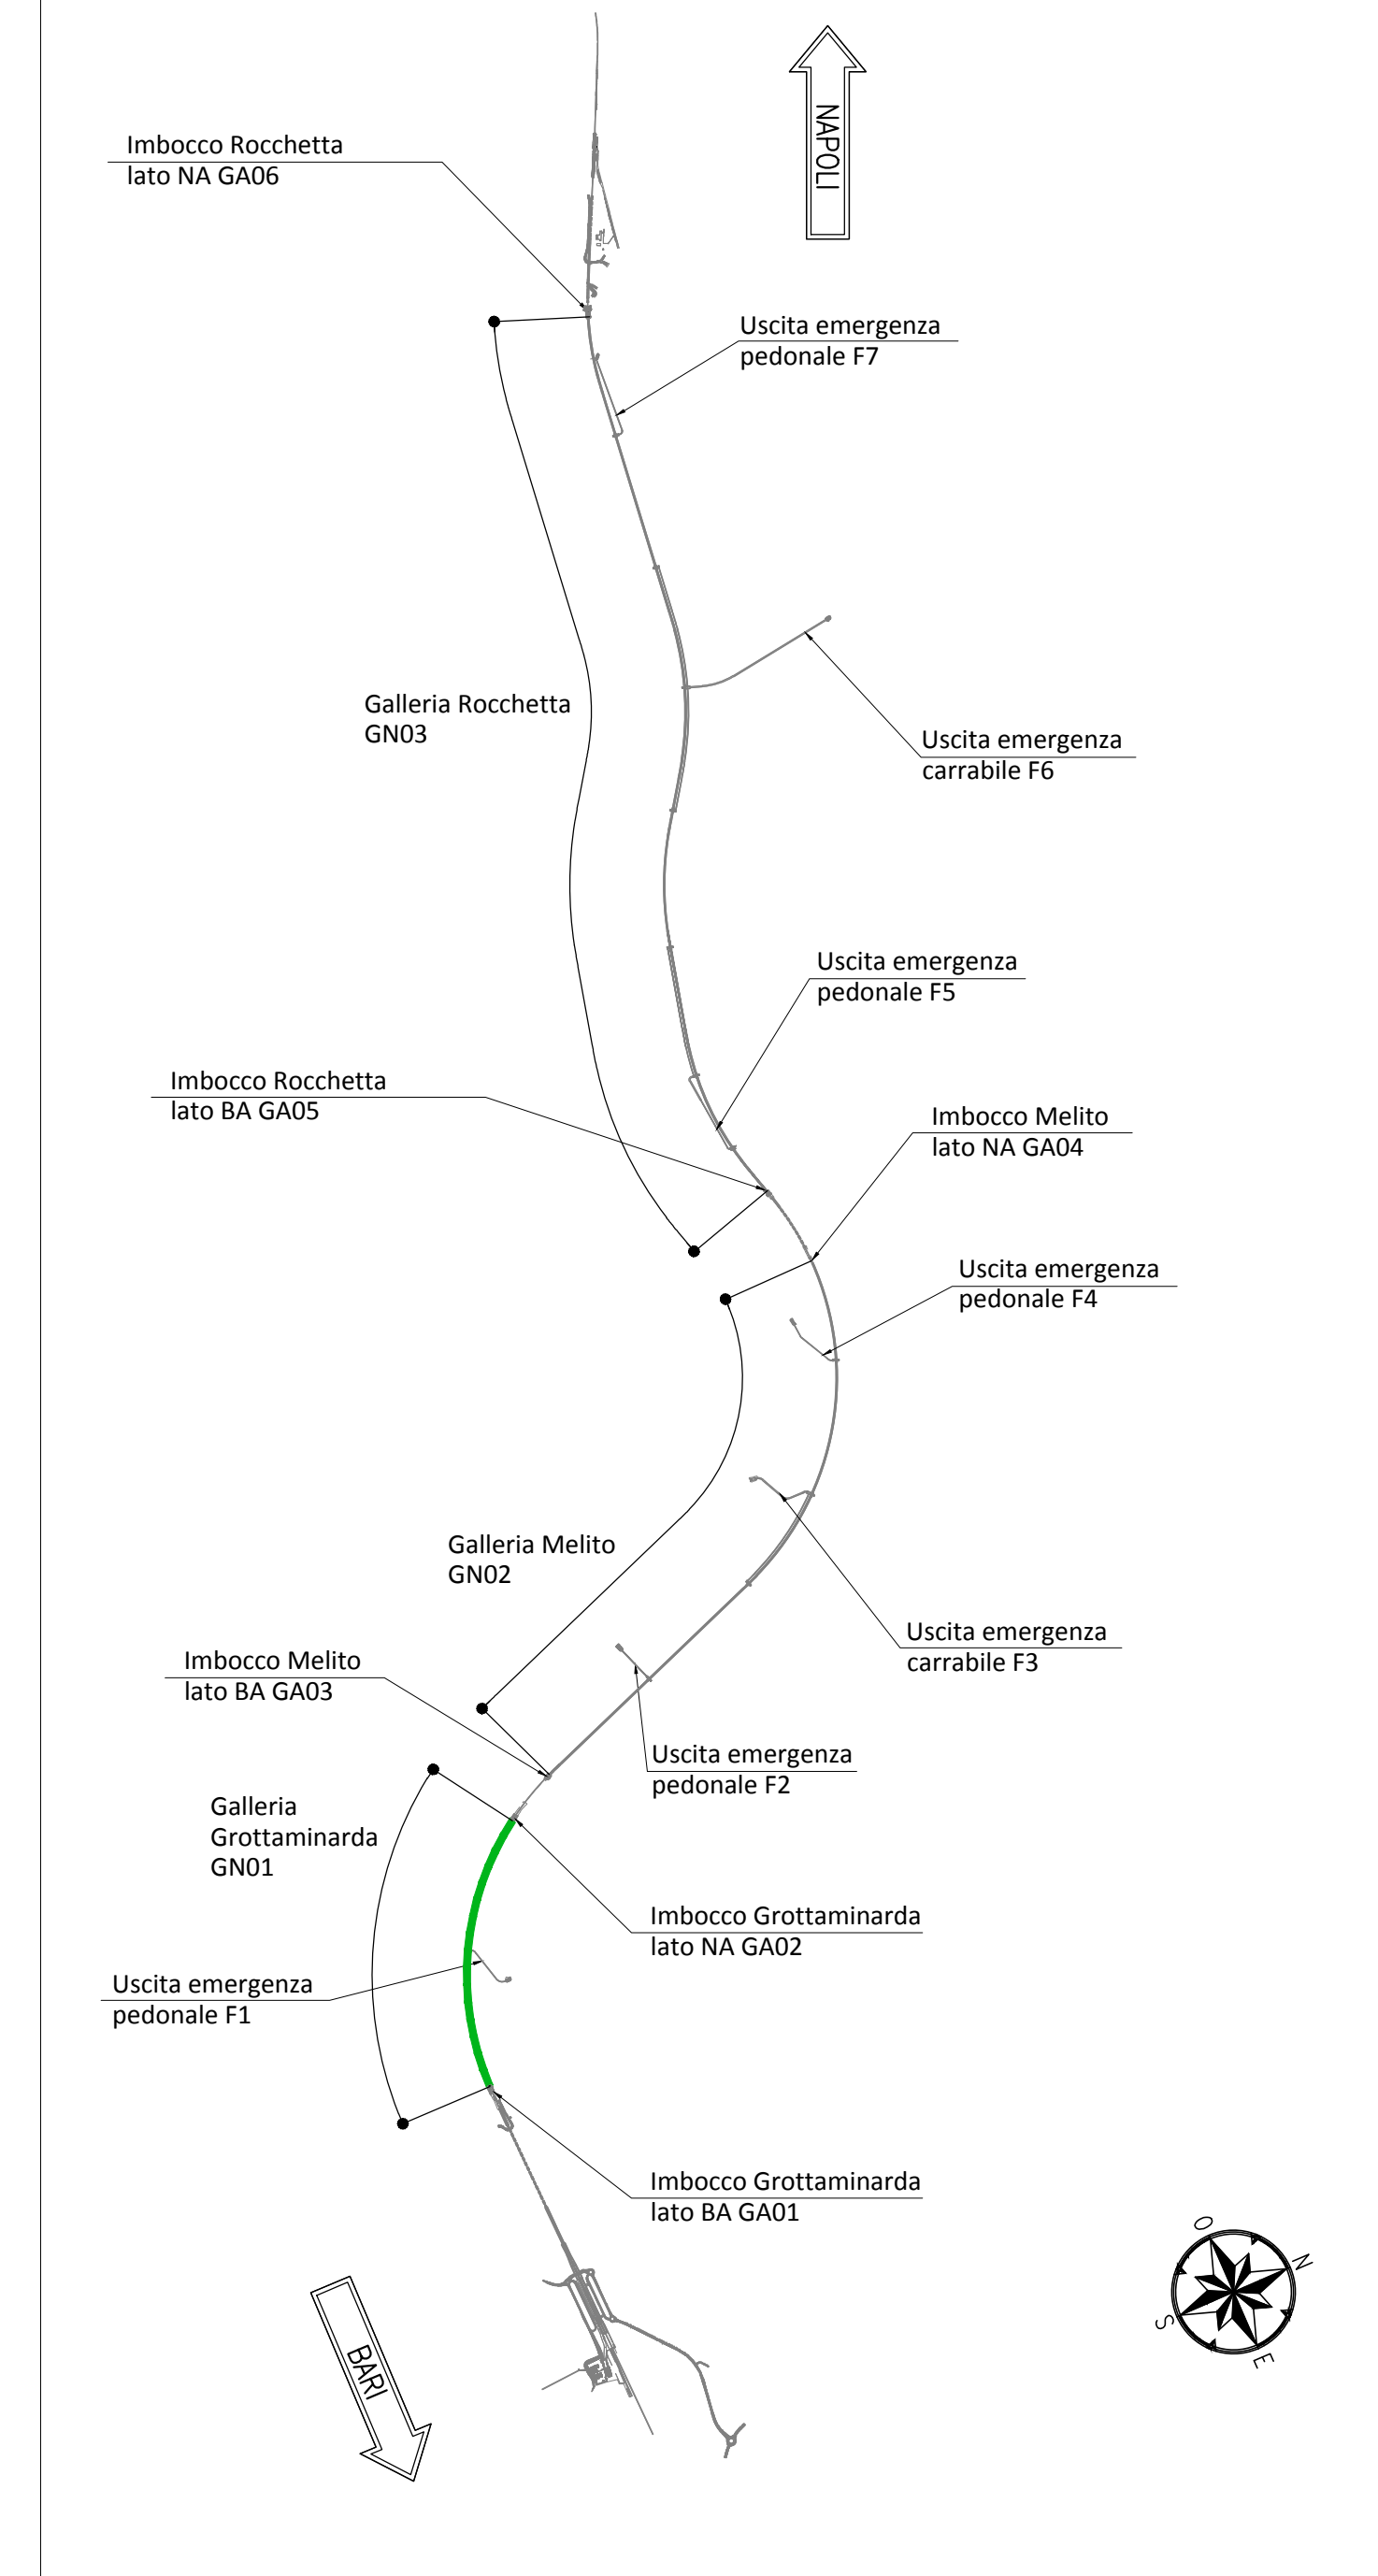 NAPOLI
Imbocco Rocchetta
lato NA GA06
Uscita emergenza
pedonale F7
Galleria Rocchetta
GN03
Uscita emergenza
carrabile F6
Uscita emergenza
pedonale F5
Imbocco Rocchetta
lato BA GA05
Imbocco Melito
lato NA GA04
Uscita emergenza
pedonale F4
Galleria Melito
GN02
Uscita emergenza
carrabile F3
Imbocco Melito
lato BA GA03
Uscita emergenza
pedonale F2
Galleria
Grottaminarda
GN01
Imbocco Grottaminarda
lato NA GA02
Uscita emergenza
pedonale F1
Imbocco Grottaminarda
lato BA GA01
O
N
S
E
BARI